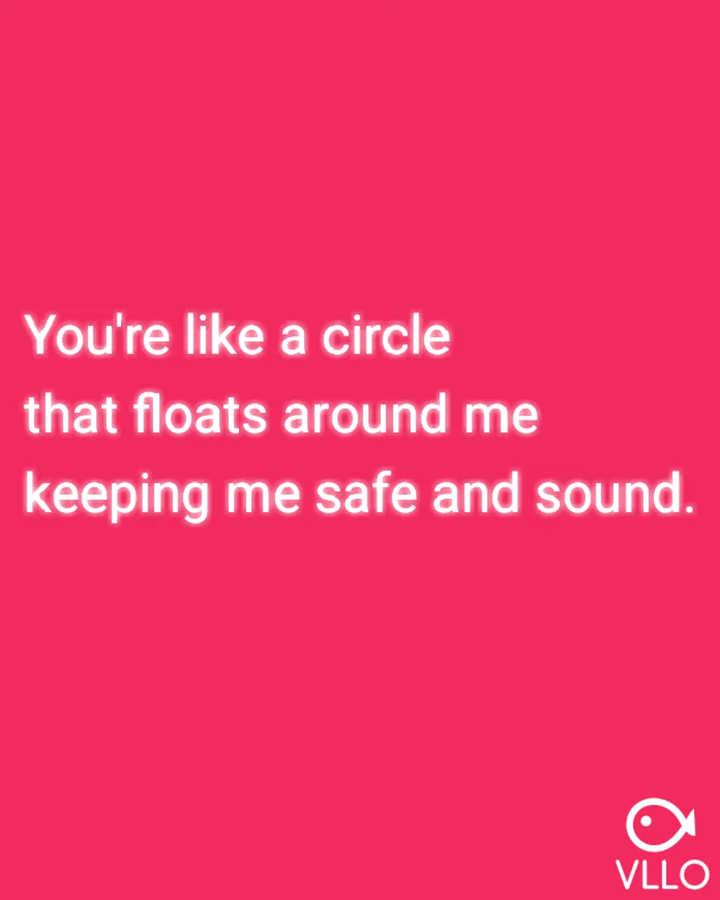 You're like a circle
that floats around me
keeping me safe and sound.
VLLO